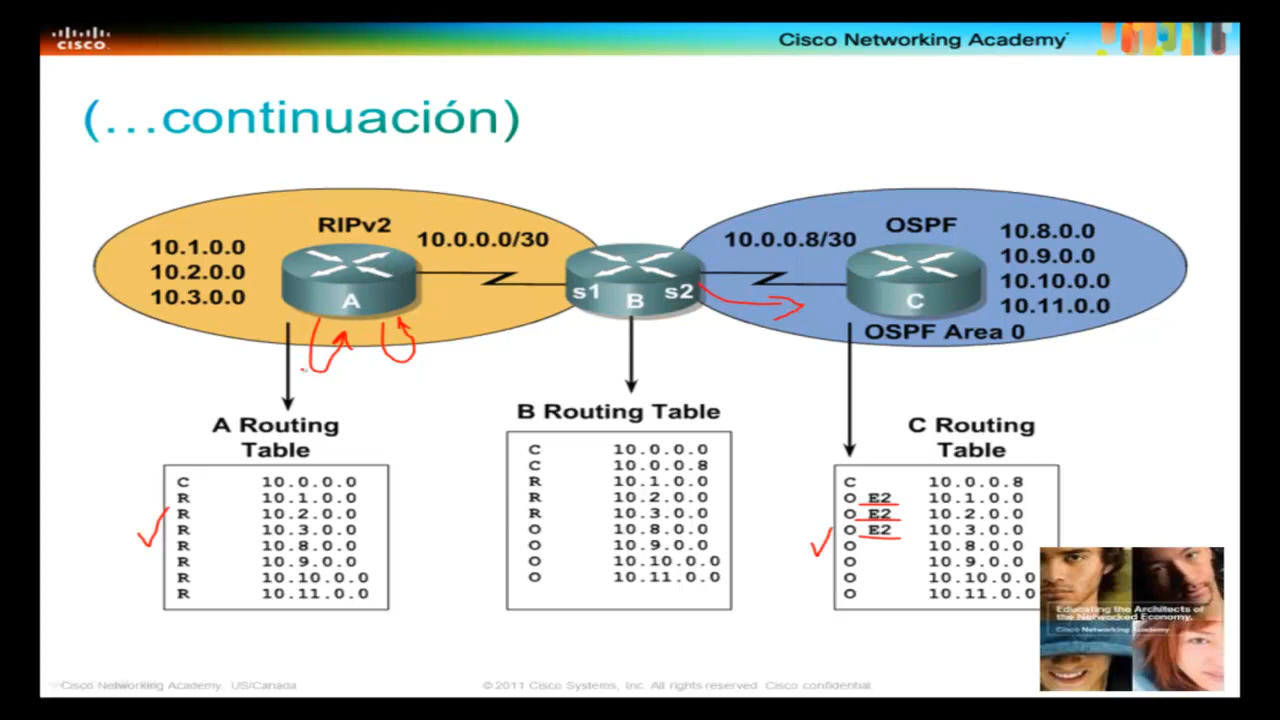 CISCO.
Cisco Networking Academy
(...continuación)
RIPv2
10.1.0.0
10.2.0.0
10.3.0.0
A
10.0.0.0/30
s1 B s2
10.0.0.8/30
OSPF
C
10.8.0.0
10.9.0.0
10.10.0.0
10.11.0.0
OSPF Area 0
A Routing
Table
C 10.0.0.0
R 10.1.0.0
R 10.2.0.0
R 10.3.0.0
R 10.8.0.0
R 10.9.0.0
R 10.10.0.0
R 10.11.0.0
B Routing Table
C 10.0.0.0
C 10.0.0.8
R 10.1.0.0
R 10.2.0.0
R 10.3.0.0
O 10.8.0.0
O 10.9.0.0
O 10.10.0.0
O 10.11.0.0
C Routing
Table
C 10.0.0.8
O E2 10.1.0.0
O E2 10.2.0.0
O E2 10.3.0.0
O 10.8.0.0
O 10.9.0.0
O 10.10.0.0
O 10.11.0.0
Educating the Architects of
the Networked Economy.
Cisco Networking Academy
Cisco Networking Academy. US/Canada
© 2011 Cisco Systems, Inc. All rights reserved. Cisco confidential